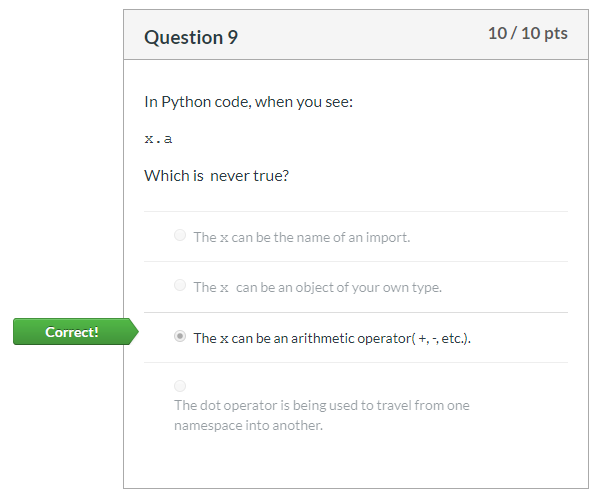 Question 9
10 / 10 pts
In Python code, when you see:
x.a
Which is never true?
The x can be the name of an import.
The x can be an object of your own type.
Correct!
The x can be an arithmetic operator( +, -, etc.).
The dot operator is being used to travel from one
namespace into another.